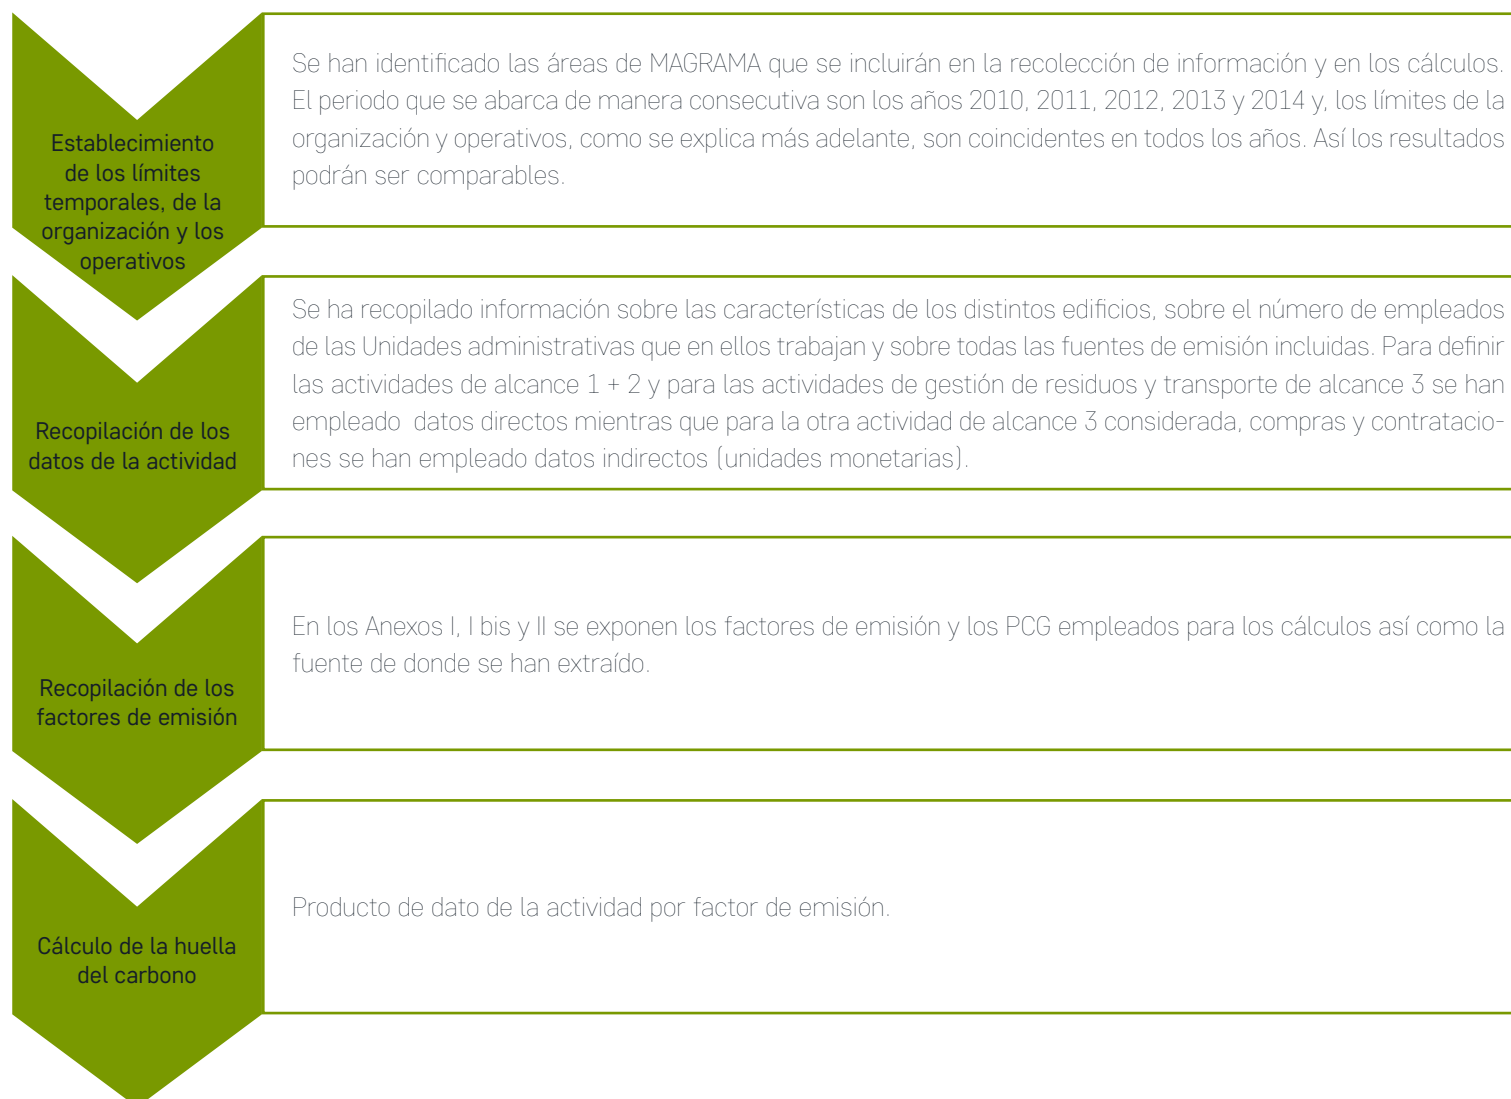 Establecimiento
de los límites
temporales, de la
organización y los
operativos
Se han identificado las áreas de MAGRAMA que se incluirán en la recolección de información y en los cálculos.
El periodo que se abarca de manera consecutiva son los años 2010, 2011, 2012, 2013 y 2014 y, los límites de la
organización y operativos, como se explica más adelante, son coincidentes en todos los años. Así los resultados
podrán ser comparables.
Recopilación de los
datos de la actividad
Se ha recopilado información sobre las características de los distintos edificios, sobre el número de empleados
de las Unidades administrativas que en ellos trabajan y sobre todas las fuentes de emisión incluidas. Para definir
las actividades de alcance 1 + 2 y para las actividades de gestión de residuos y transporte de alcance 3 se han
empleado datos directos mientras que para la otra actividad de alcance 3 considerada, compras y contratacio-
nes se han empleado datos indirectos (unidades monetarias).
Recopilación de los
factores de emisión
En los Anexos I, I bis y II se exponen los factores de emisión y los PCG empleados para los cálculos así como la
fuente de donde se han extraído.
Cálculo de la huella
del carbono
Producto de dato de la actividad por factor de emisión.